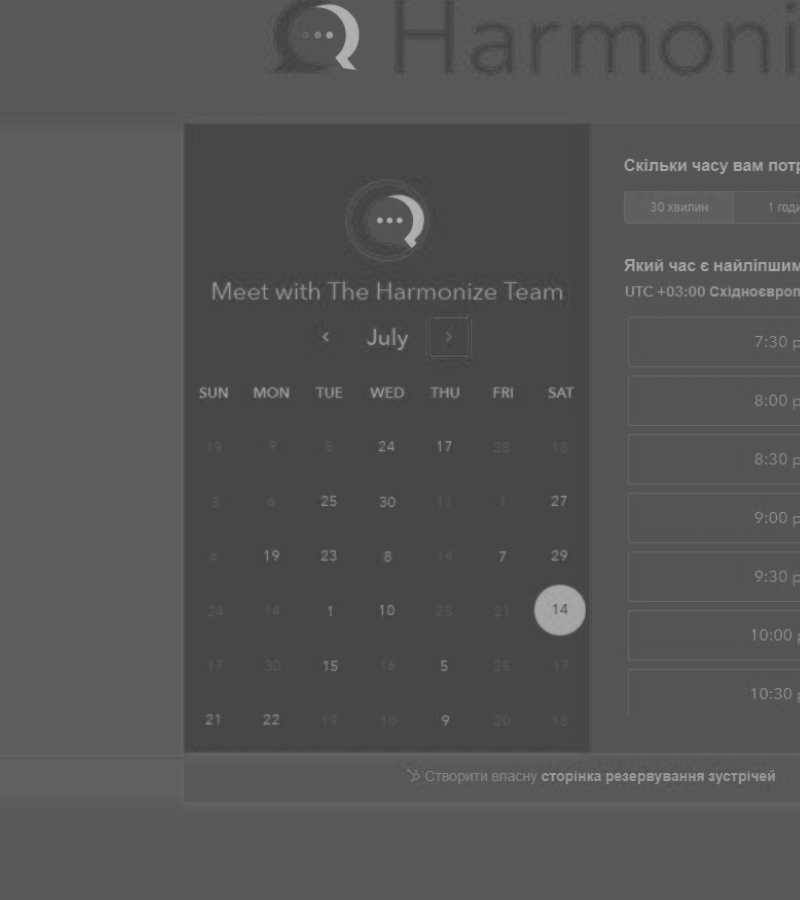 Harmoni
Meet with The Harmonize Team
‹ July ›
SUN MON TUE WED THU FRI SAT
19 9 5 24 17 28 18
3 6 25 30 11 1 27
6 19 23 8 14 7 29
24 14 1 10 25 21 14
17 30 15 16 5 25 17
21 22 19 10 9 20 18
Скільки часу вам потр
30 хвилин 1 годи
Який час є найліпшим
UTC +03:00 Східноєвроп
7:30 p
8:00 p
8:30 p
9:00 p
9:30 p
10:00 p
10:30 p
Створити власну сторінка резервування зустрічей